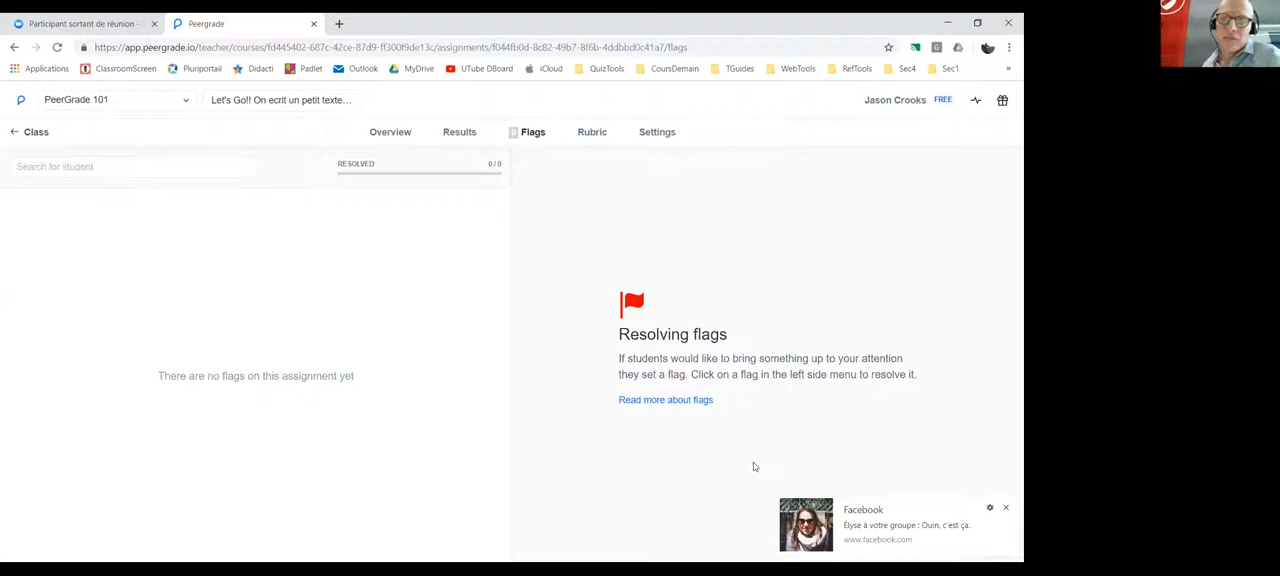 Participant sortant de réunion -
Peergrade
https://app.peergrade.io/teacher/courses/fd445402-687c-42ce-87d9-ff300f9de13c/assignments/f044fb0d-8c82-49b7-8f6b-4ddbbd0c41a7/flags
Applications ClassroomScreen Pluriportail Didacti Padlet Outlook MyDrive UTube DBoard iCloud QuizTools CoursDemain TGuides WebTools RefTools Sec4 Sec1 »
PeerGrade 101 Let's Go!! On ecrit un petit texte... Jason Crooks FREE
Class Overview Results 0 Flags Rubric Settings
Search for student RESOLVED 0/0
There are no flags on this assignment yet
Resolving flags
If students would like to bring something up to your attention
they set a flag. Click on a flag in the left side menu to resolve it.
Read more about flags
Facebook
Élyse à votre groupe : Ouin, c'est ça.
www.facebook.com